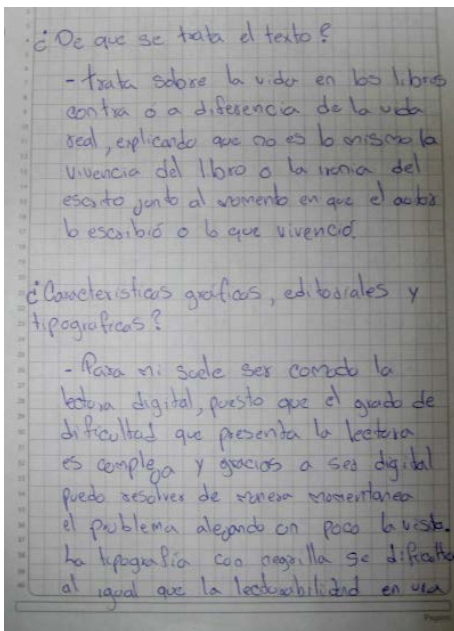 ¿De que se trata el texto?
- trata sobre la vida en los libros
contra o a diferencia de la vida
real, explicando que no es lo mismo la
vivencia del libro o la ironia del
escrito junto al momento en que el autor
lo escribió o lo que vivenció.
¿Caracteristicas graficas, editoriales y
tipograficas?
- Para mi suele ser comodo la
lectura digital, puesto que el grado de
dificultad que presenta la lectura
es compleja y gracias a ser digital
puedo resolver de manera momentanea
el problema alejando un poco la vista.
La tipografia con negrilla se dificulta
al igual que la lecturabilidad en una